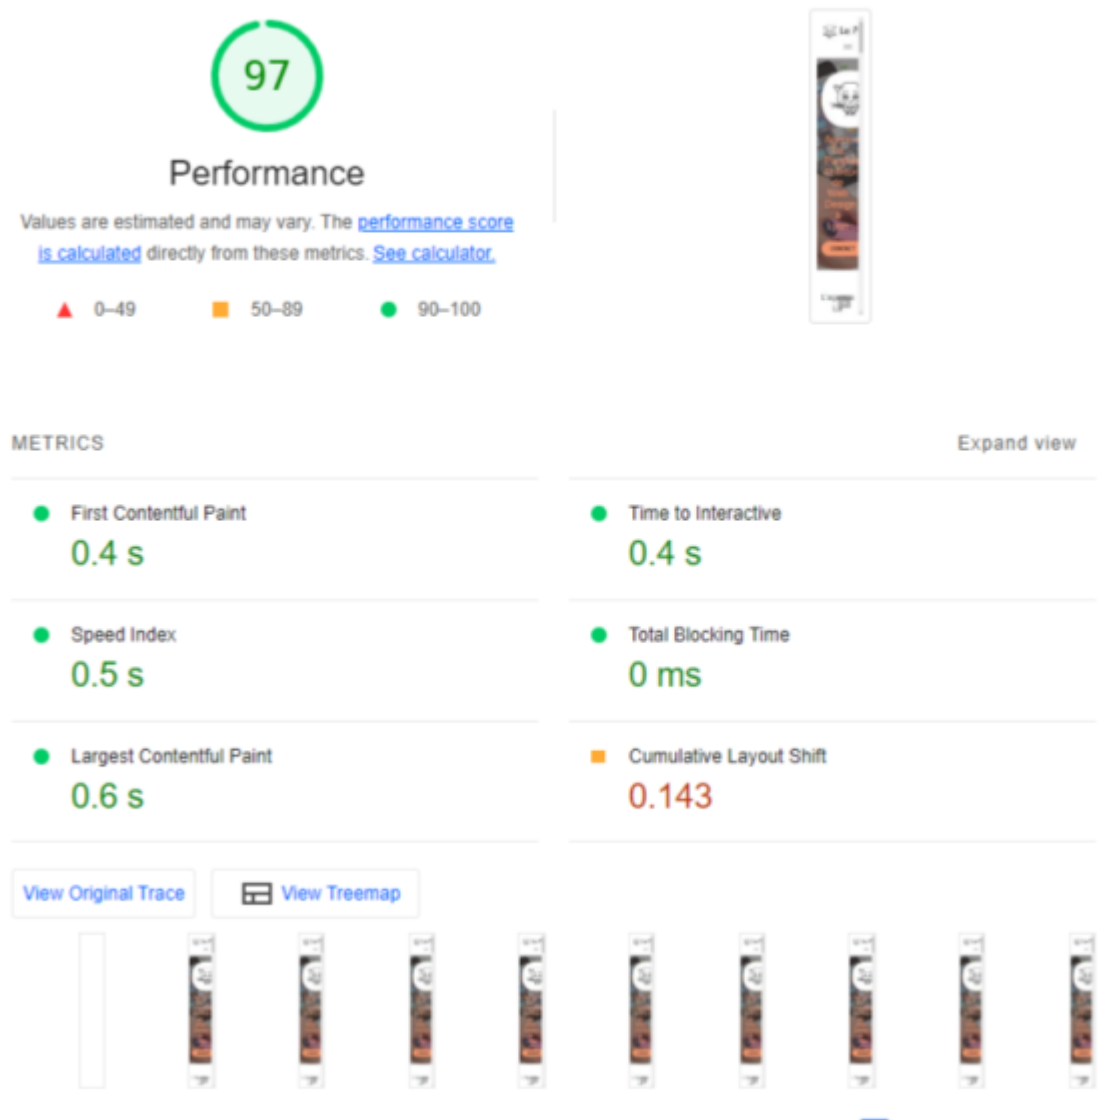 97
Performance
Values are estimated and may vary. The performance score
is calculated directly from these metrics. See calculator.
0–49
50–89
90–100
METRICS
Expand view
First Contentful Paint
0.4 s
Time to Interactive
0.4 s
Speed Index
0.5 s
Total Blocking Time
0 ms
Largest Contentful Paint
0.6 s
Cumulative Layout Shift
0.143
View Original Trace
View Treemap